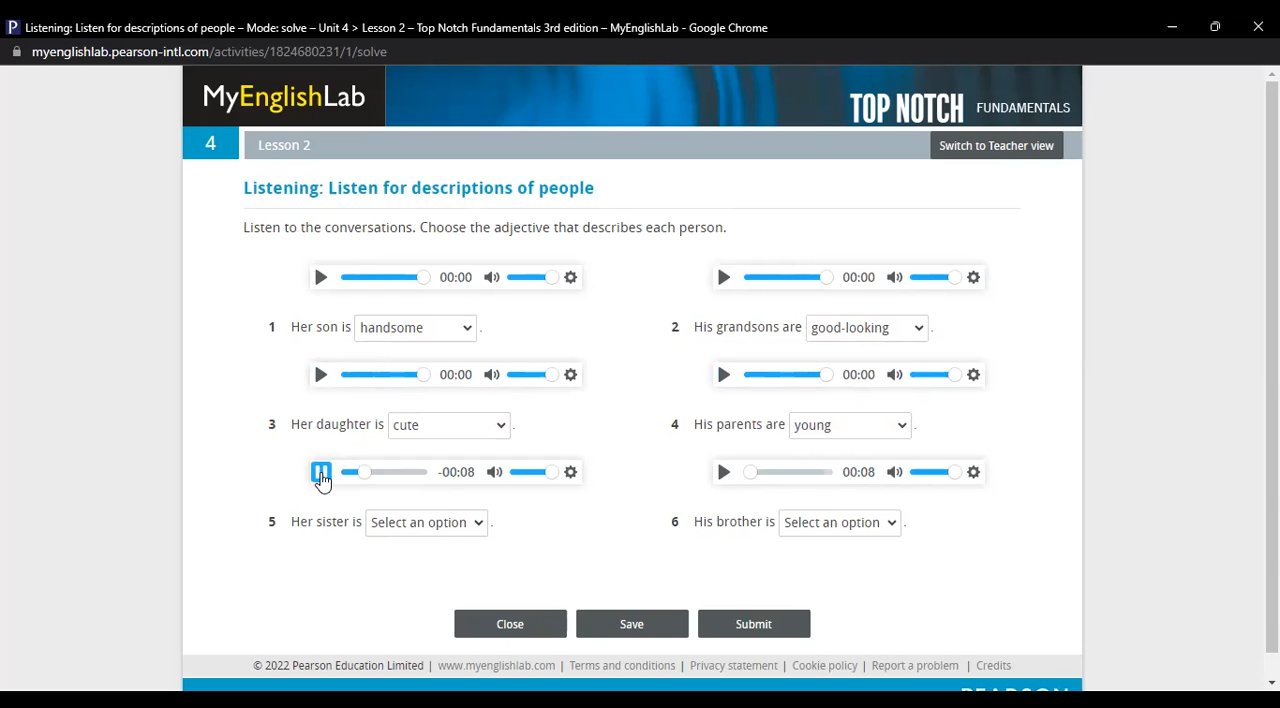 Listening: Listen for descriptions of people – Mode: solve – Unit 4 > Lesson 2 – Top Notch Fundamentals 3rd edition – MyEnglishLab - Google Chrome
myenglishlab.pearson-intl.com/activities/1824680231/1/solve
MyEnglishLab
TOP NOTCH FUNDAMENTALS
4 Lesson 2 Switch to Teacher view
Listening: Listen for descriptions of people
Listen to the conversations. Choose the adjective that describes each person.
00:00 00:00
1 Her son is handsome . 2 His grandsons are good-looking .
00:00 00:00
3 Her daughter is cute . 4 His parents are young .
-00:08 00:08
5 Her sister is Select an option . 6 His brother is Select an option .
Close Save Submit
© 2022 Pearson Education Limited | www.myenglishlab.com | Terms and conditions | Privacy statement | Cookie policy | Report a problem | Credits
PEARSON